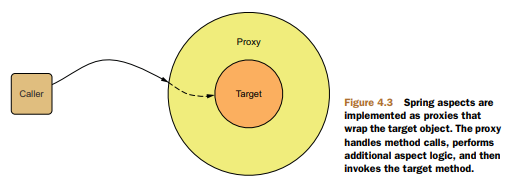 Proxy
Caller
Target
Figure 4.3 Spring aspects are
implemented as proxies that
wrap the target object. The proxy
handles method calls, performs
additional aspect logic, and then
invokes the target method.